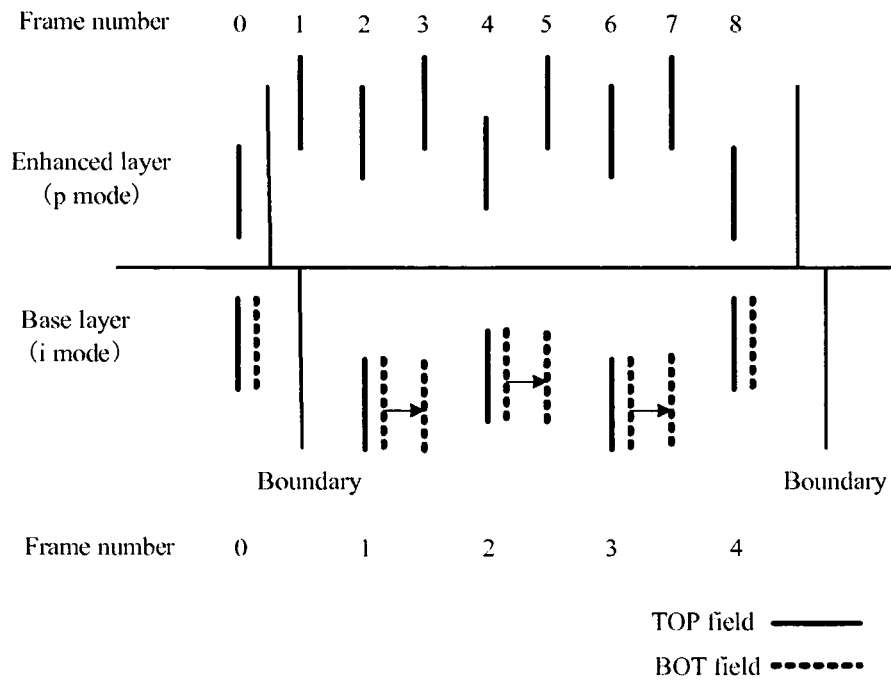 Frame number 0 1 2 3 4 5 6 7 8
Enhanced layer
(p mode)
Base layer
(i mode)
Boundary Boundary
Frame number 0 1 2 3 4
TOP field
BOT field